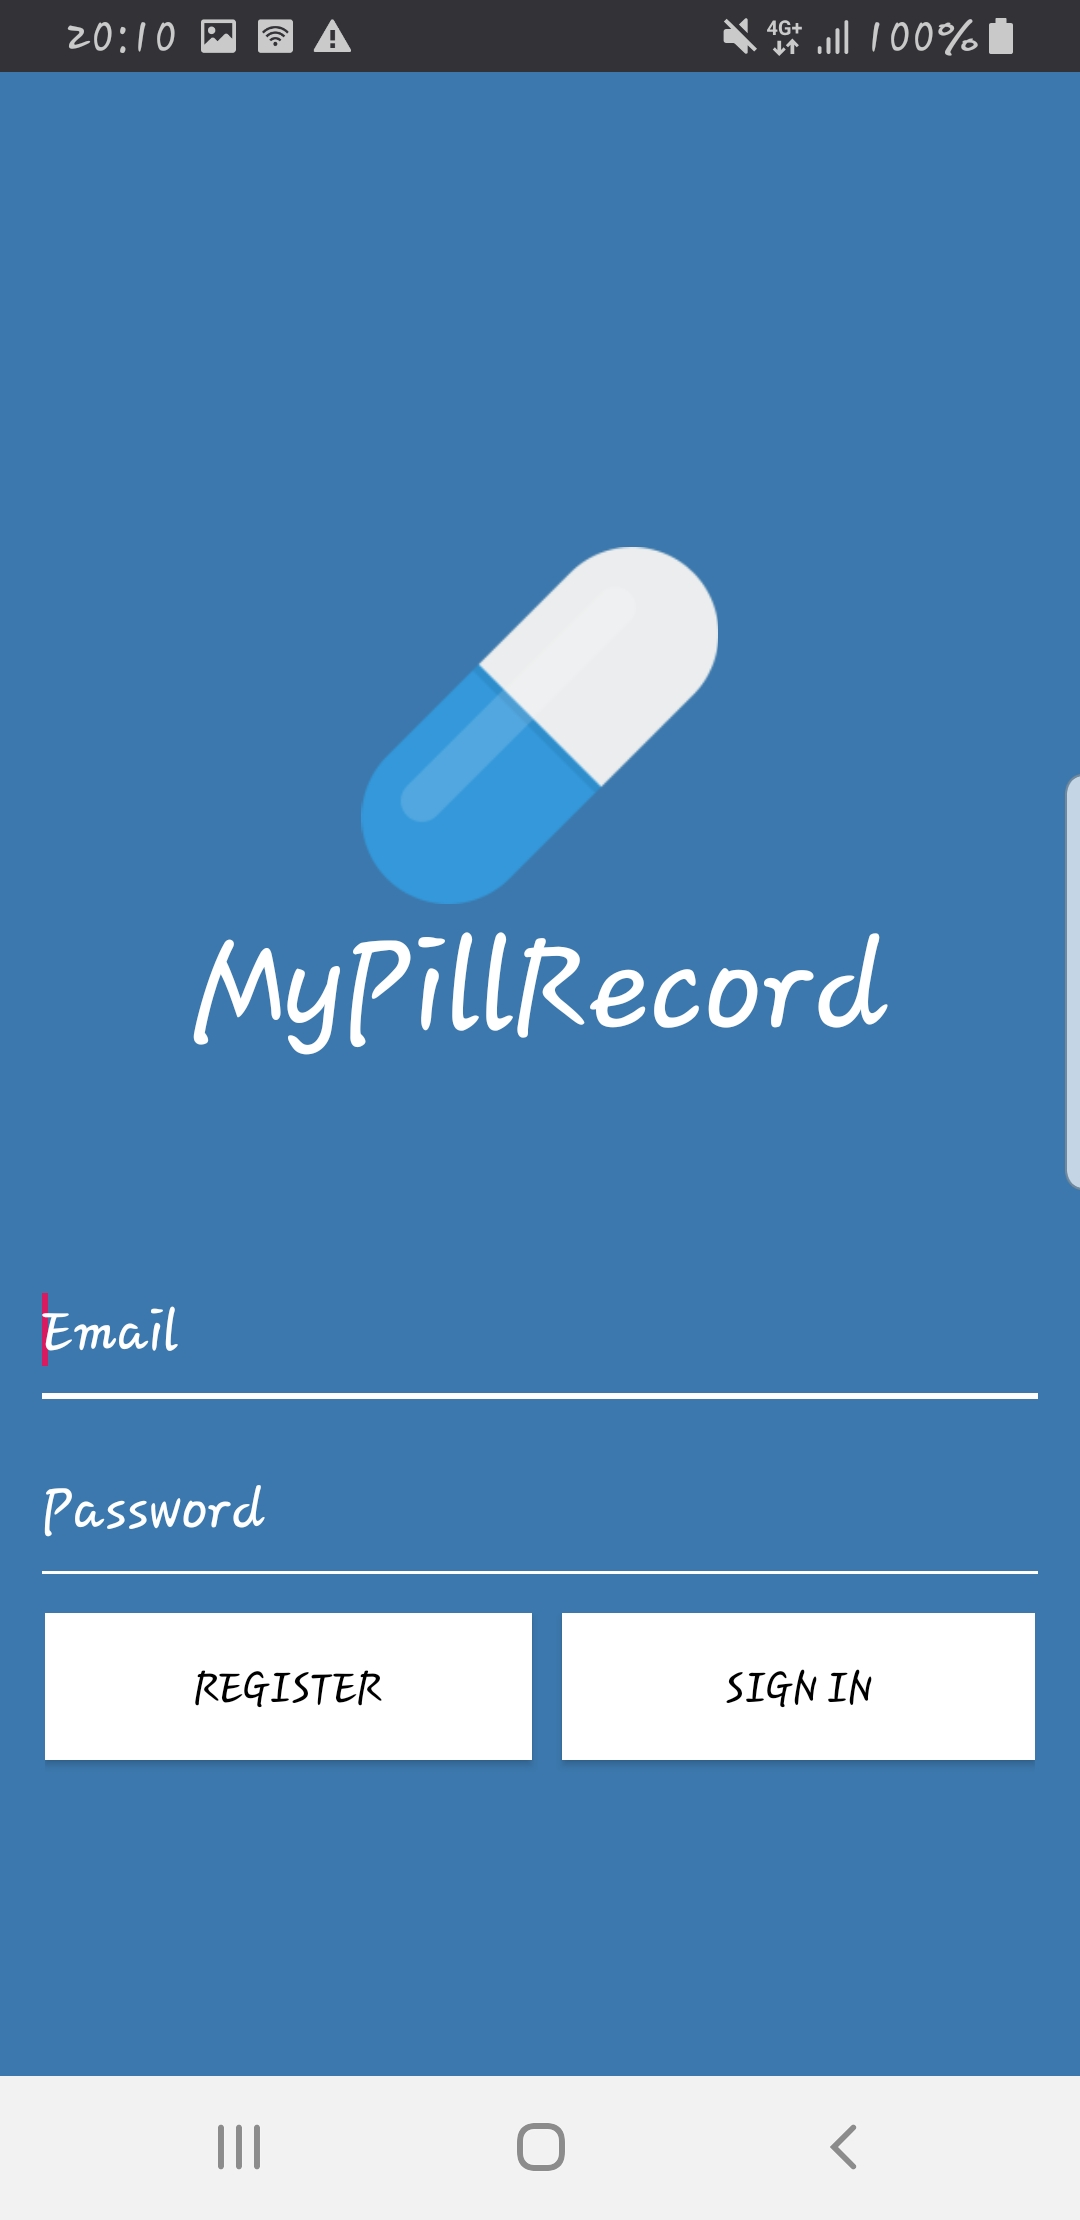 20:10 4G+ 100%
MyPillRecord
Email
Password
REGISTER SIGN IN